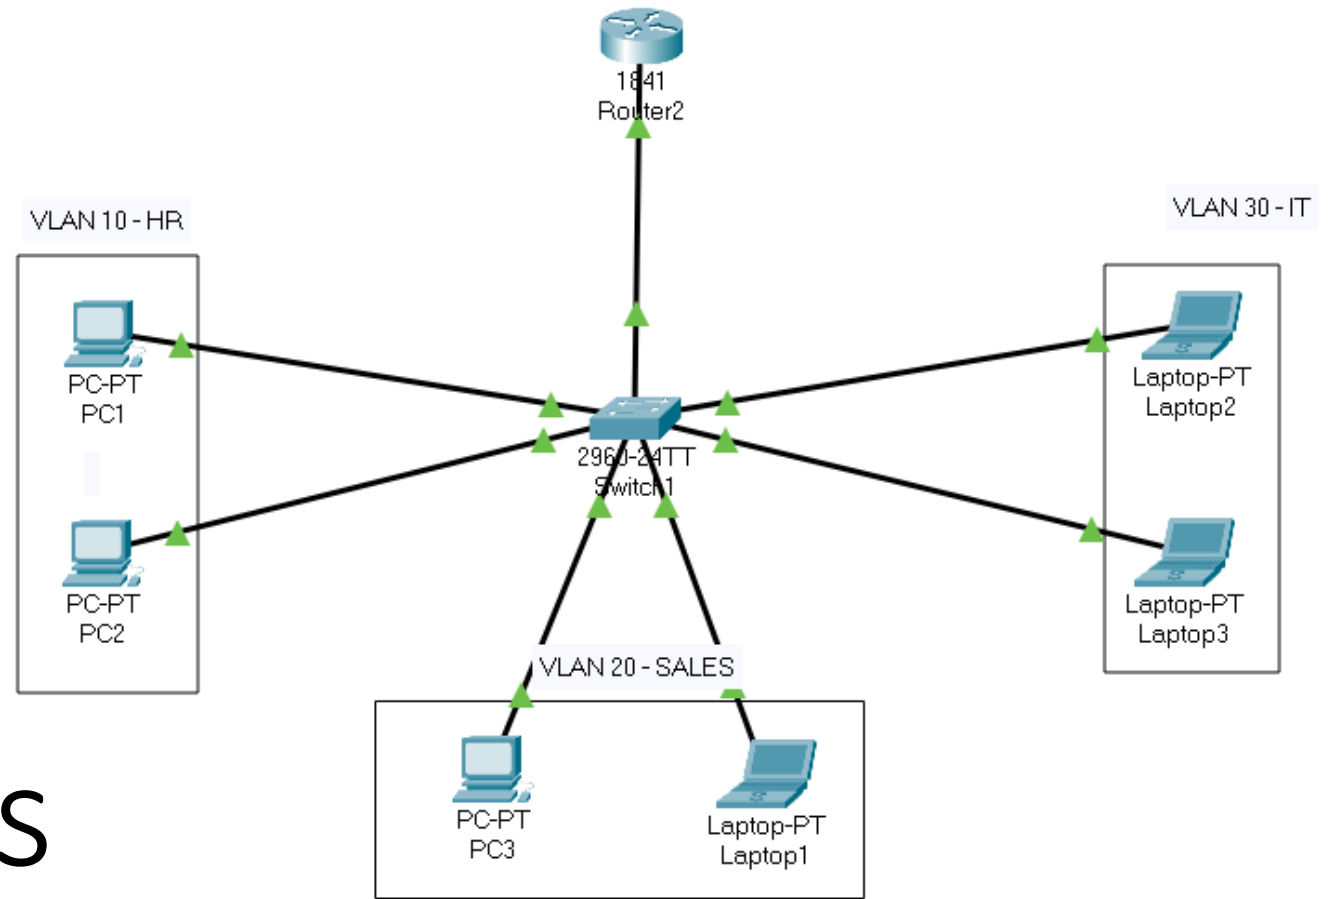 1841
Router2
VLAN 10 - HR
VLAN 30 - IT
PC-PT
PC1
Laptop-PT
Laptop2
2960-24TT
Switch1
PC-PT
PC2
Laptop-PT
Laptop3
VLAN 20 - SALES
PC-PT
PC3
Laptop-PT
Laptop1
S